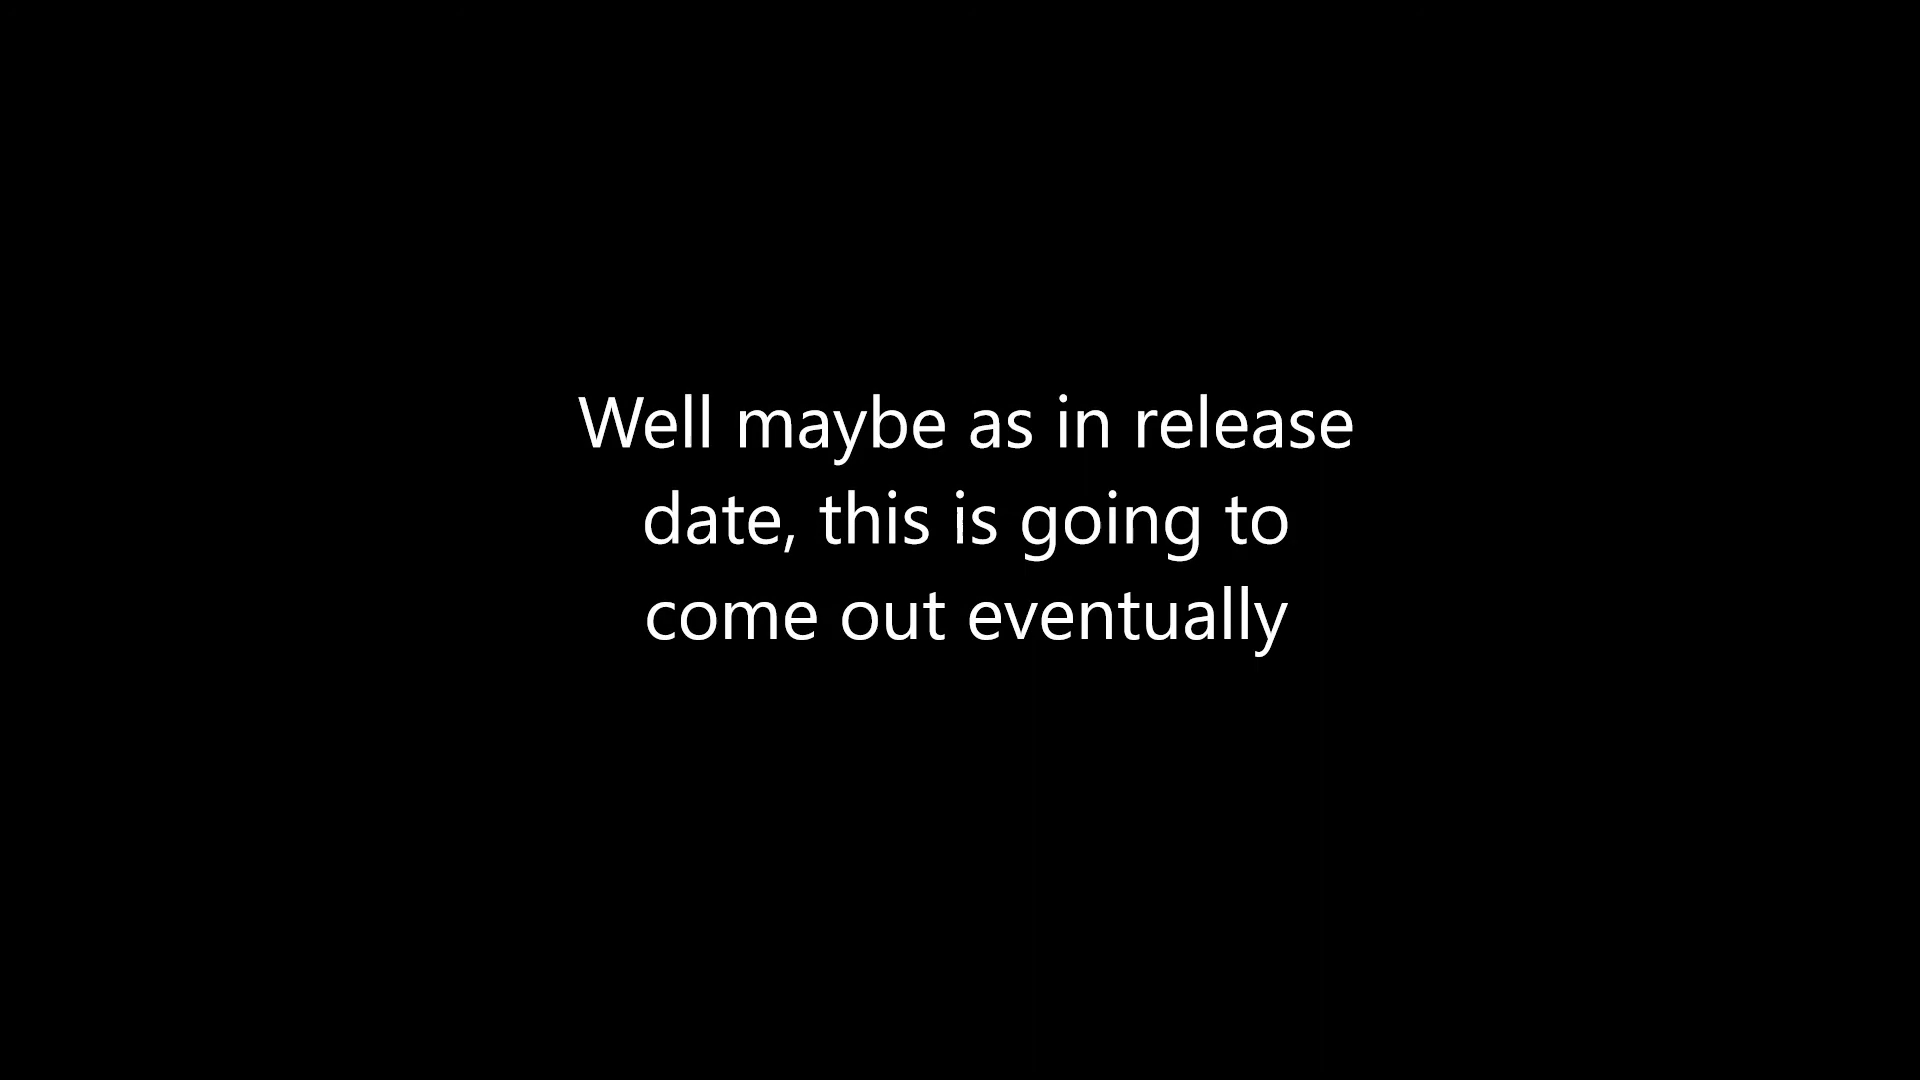 Well maybe as in release
date, this is going to
come out eventually